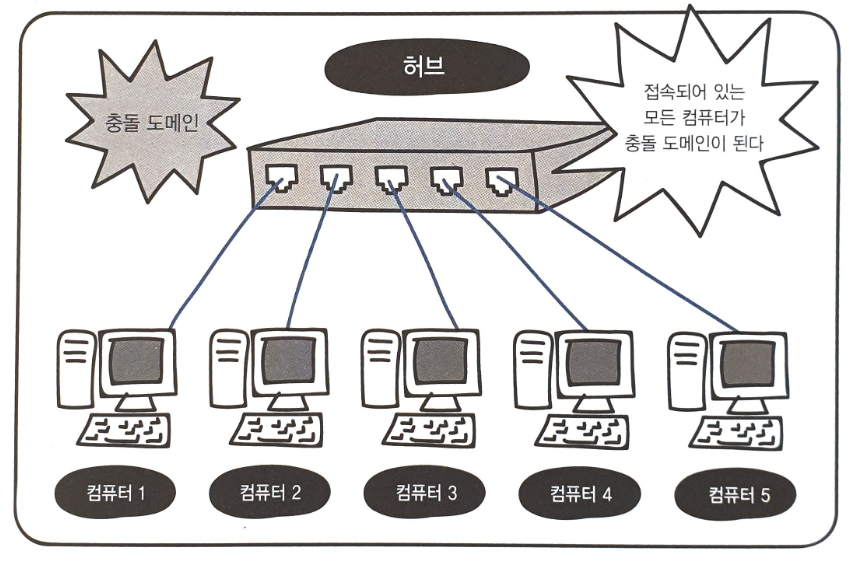 허브
충돌 도메인
접속되어 있는
모든 컴퓨터가
충돌 도메인이 된다
컴퓨터 1
컴퓨터 2
컴퓨터 3
컴퓨터 4
컴퓨터 5